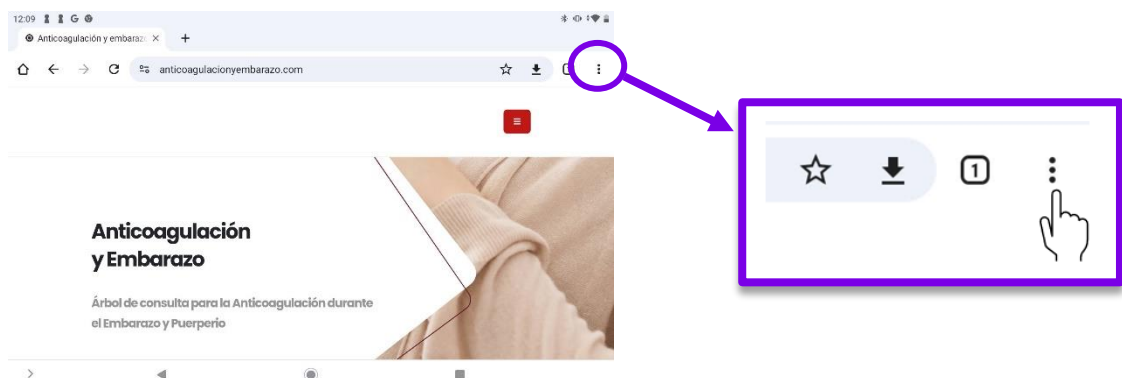 12:09 G
Anticoagulación y embaraz
anticoagulacionyembarazo.com
Anticoagulación
y Embarazo
Árbol de consulta para la Anticoagulación durante
el Embarazo y Puerperio
1